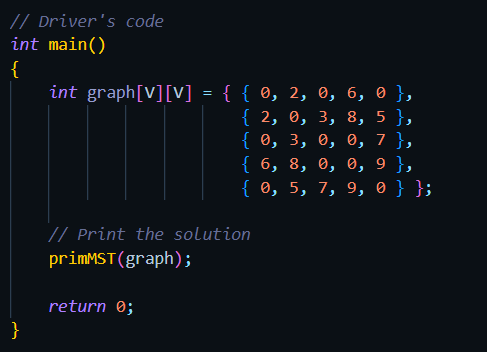 // Driver's code
int main()
{
    int graph[V][V] = { { 0, 2, 0, 6, 0 },
                        { 2, 0, 3, 8, 5 },
                        { 0, 3, 0, 0, 7 },
                        { 6, 8, 0, 0, 9 },
                        { 0, 5, 7, 9, 0 } };
    // Print the solution
    primMST(graph);
    return 0;
}